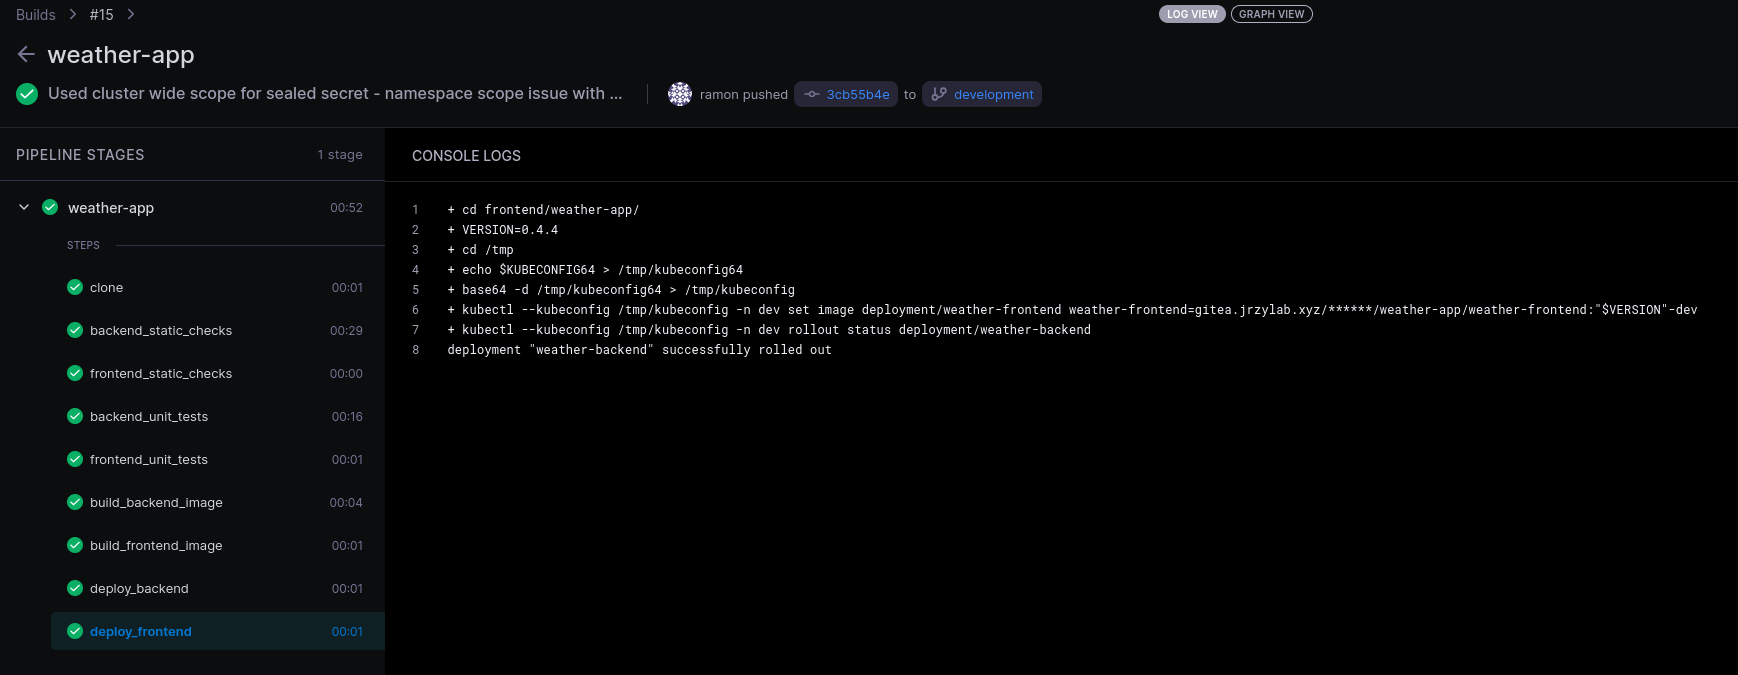 Builds > #15 >
LOG VIEW GRAPH VIEW
weather-app
Used cluster wide scope for sealed secret - namespace scope issue with ... ramon pushed 3cb55b4e to development
PIPELINE STAGES 1 stage
weather-app 00:52
STEPS
clone 00:01
backend_static_checks 00:29
frontend_static_checks 00:00
backend_unit_tests 00:16
frontend_unit_tests 00:01
build_backend_image 00:04
build_frontend_image 00:01
deploy_backend 00:01
deploy_frontend 00:01
CONSOLE LOGS
1 + cd frontend/weather-app/
2 + VERSION=0.4.4
3 + cd /tmp
4 + echo $KUBECONFIG64 > /tmp/kubeconfig64
5 + base64 -d /tmp/kubeconfig64 > /tmp/kubeconfig
6 + kubectl --kubeconfig /tmp/kubeconfig -n dev set image deployment/weather-frontend weather-frontend=gitea.jrzylab.xyz/******/weather-app/weather-frontend:"$VERSION"-dev
7 + kubectl --kubeconfig /tmp/kubeconfig -n dev rollout status deployment/weather-backend
8 deployment "weather-backend" successfully rolled out